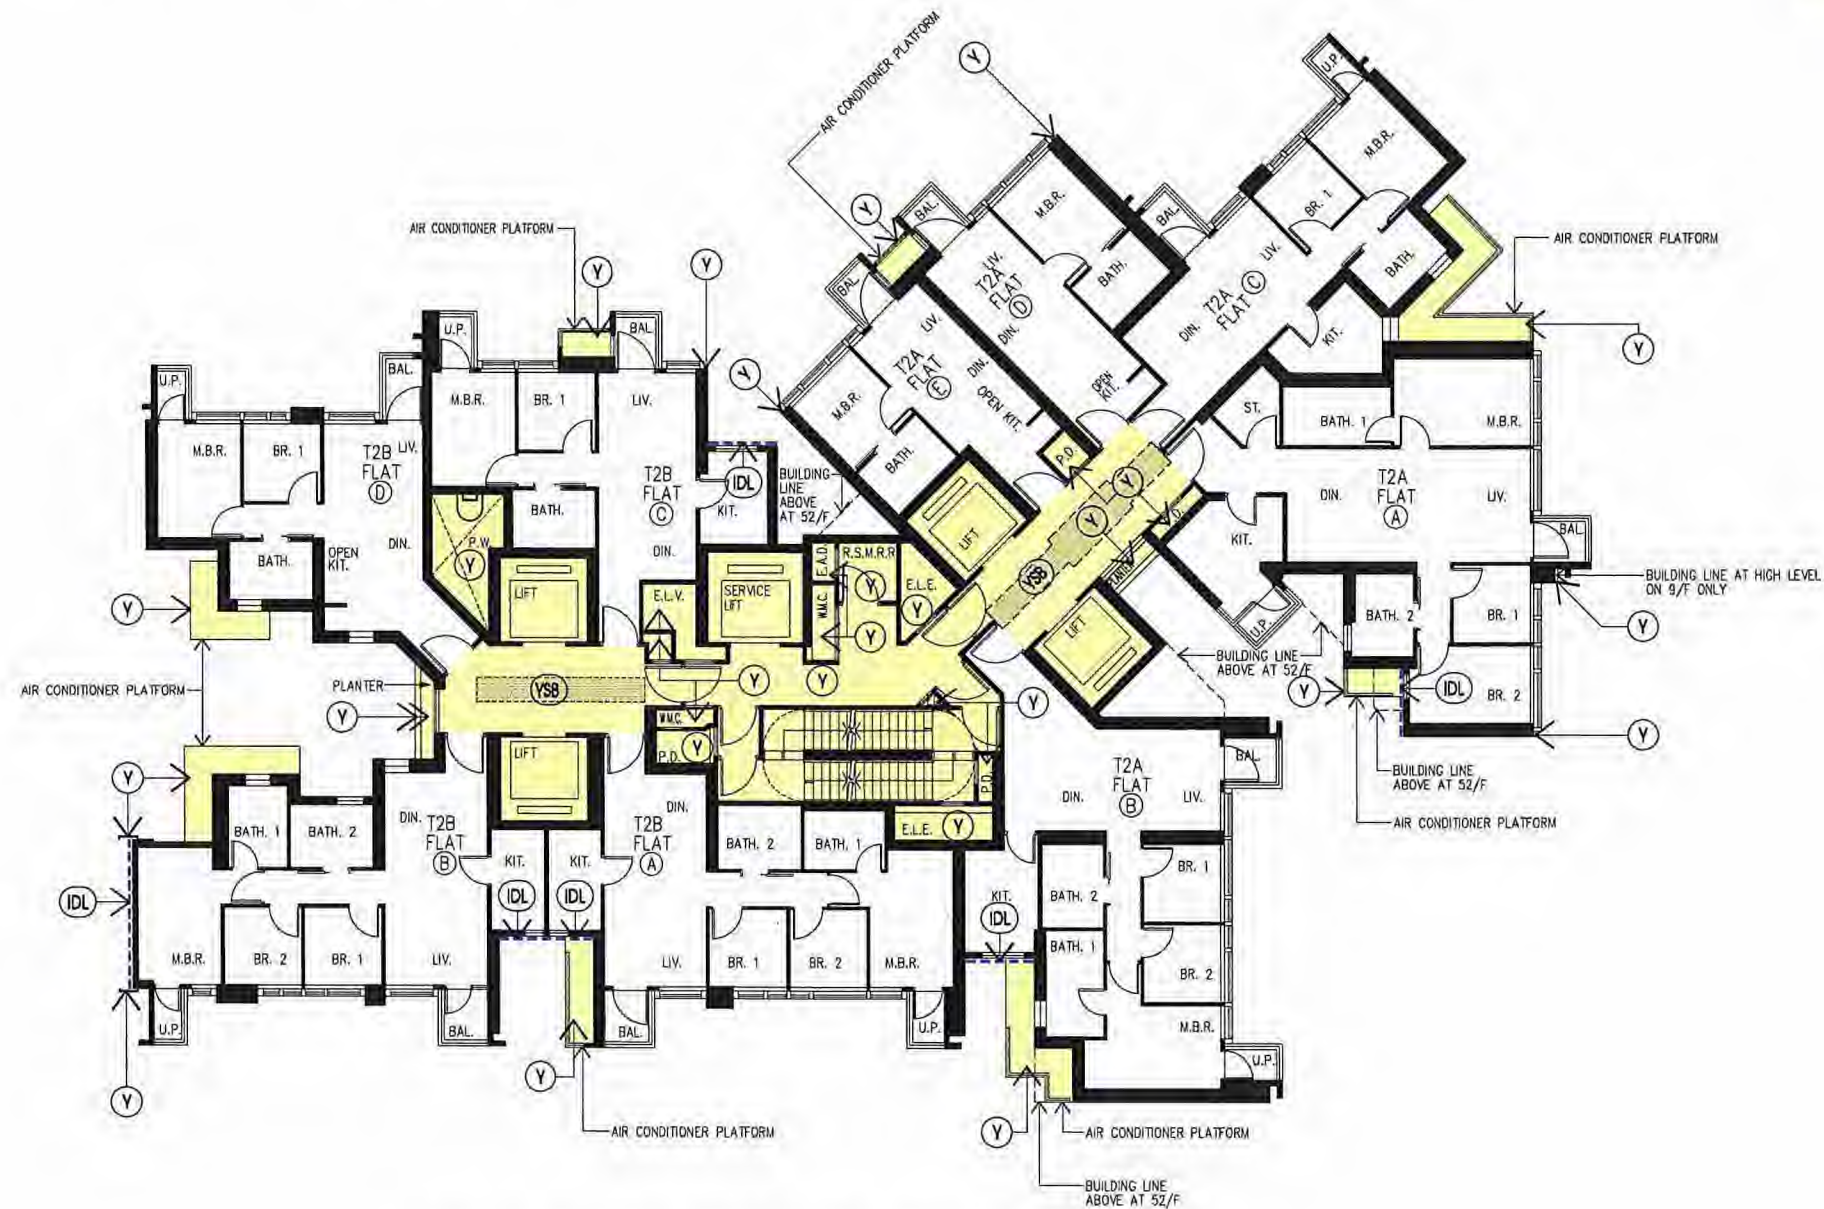 AIR CONDITIONER PLATFORM
Y
U.P.
M.B.R.
AIR CONDITIONER PLATFORM
Y
BAL.
M.B.R.
BR. 1
BAL.
LIV.
BATH.
AIR CONDITIONER PLATFORM
Y
Y
Y
BAL.
LIV.
T2A
FLAT
D
DIN.
BATH.
LIV.
T2A
FLAT
C
DIN.
KIT.
Y
U.P.
BAL.
LIV.
T2A
FLAT
E
DIN.
OPEN KIT.
OPEN
KIT.
M.B.R.
BATH.
Y
U.P.
BAL.
M.B.R.
BR. 1
LIV.
M.B.R.
BR. 1
LIV.
T2B
FLAT
D
DIN.
OPEN
KIT.
BATH.
T2B
FLAT
C
DIN.
BATH.
IDL
KIT.
BUILDING
LINE
ABOVE
AT 52/F
P.D.
Y
Y
ST.
BATH. 1
M.B.R.
T2A
FLAT
A
DIN.
LIV.
BAL.
KIT.
P.W.
Y
LIFT
E.L.V.
SERVICE
LIFT
E.A.D.
R.S.M.R.R
Y
W.M.C.
Y
E.L.E.
Y
LIFT
YSB
PLANTER
LIFT
U.P.
BATH. 2
BR. 1
BR. 2
BUILDING LINE AT HIGH LEVEL
ON 9/F ONLY
Y
BUILDING LINE
ABOVE AT 52/F
Y
IDL
Y
BUILDING LINE
ABOVE AT 52/F
AIR CONDITIONER PLATFORM
Y
AIR CONDITIONER PLATFORM
PLANTER
Y
YSB
Y
Y
Y
W.M.C.
P.D.
Y
LIFT
P.D.
E.L.E.
Y
Y
BATH. 1
BATH. 2
DIN.
T2B
FLAT
B
KIT.
IDL
KIT.
IDL
DIN.
T2B
FLAT
A
BATH. 2
BATH. 1
T2A
FLAT
B
DIN.
LIV.
BAL.
KIT.
IDL
BATH. 2
BR. 1
BATH. 1
BR. 2
M.B.R.
U.P.
IDL
M.B.R.
BR. 2
BR. 1
LIV.
LIV.
BR. 1
BR. 2
M.B.R.
U.P.
BAL.
BAL.
U.P.
Y
Y
Y
AIR CONDITIONER PLATFORM
AIR CONDITIONER PLATFORM
BUILDING LINE
ABOVE AT 52/F